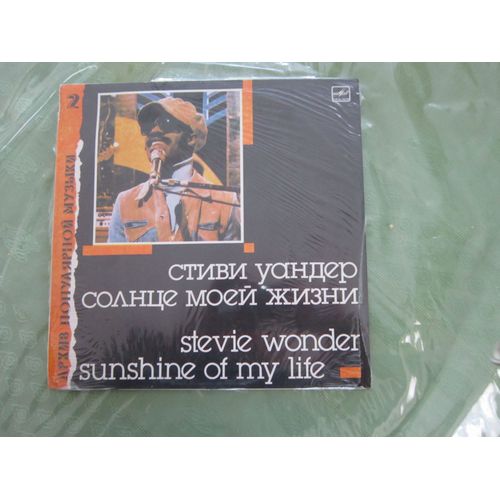 2
АРХИВ ПОПУЛЯРНОЙ МУЗЫКИ
стиви уандер
солнце моей жизни
stevie wonder
sunshine of my life